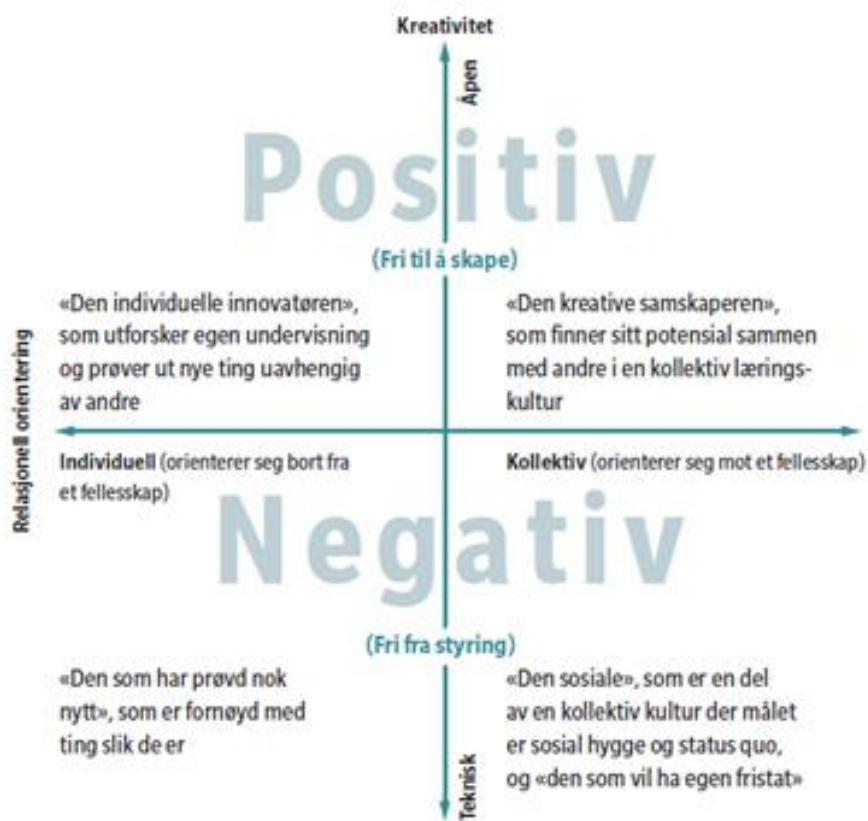 Kreativitet
Åpen
Positiv
(Fri til å skape)
«Den individuelle innovatøren»,
som utforsker egen undervisning
og prøver ut nye ting uavhengig
av andre
«Den kreative samskaperen»,
som finner sitt potensial sammen
med andre i en kollektiv lærings-
kultur
Relasjonell orientering
Individuell (orienterer seg bort fra
et fellesskap)
Kollektiv (orienterer seg mot et fellesskap)
Negativ
(Fri fra styring)
«Den som har prøvd nok
nytt», som er fornøyd med
ting slik de er
«Den sosiale», som er en del
av en kollektiv kultur der målet
er sosial hygge og status quo,
og «den som vil ha egen fristat»
Teknisk